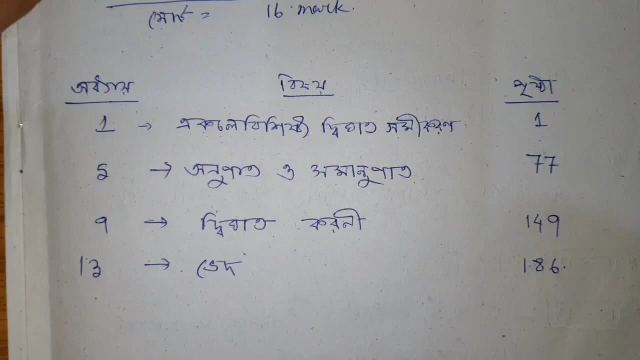 মোট = 16 mark.
অধ্যায় বিষয় পৃষ্ঠা
1 → একচলবিশিষ্ট দ্বিঘাত সমীকরণ 1
5 → অনুপাত ও সমানুপাত 77
9 → দ্বিঘাত করণী 149
13 → ভেদ 186.